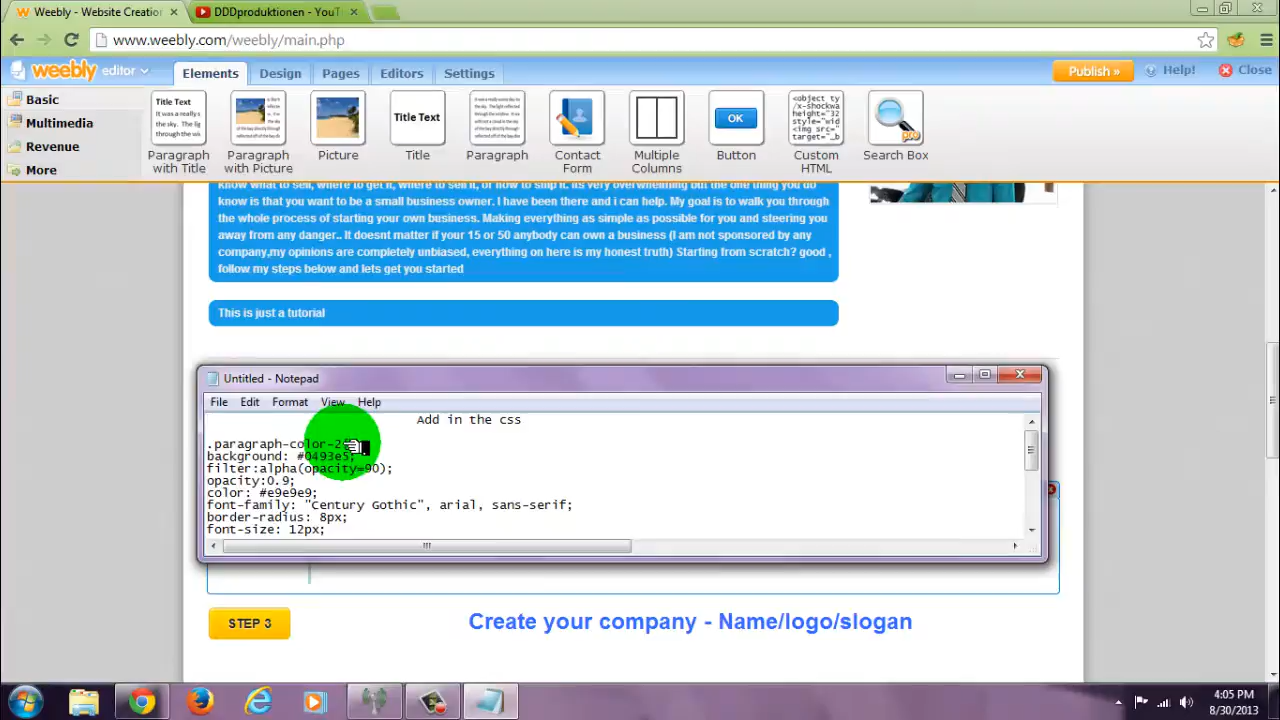 Weebly - Website Creation
DDDproduktionen - YouT
www.weebly.com/weebly/main.php
weebly editor
Elements
Design
Pages
Editors
Settings
Publish »
Help!
Close
Basic
Multimedia
Revenue
More
Title Text
Title Text
OK
pro
Paragraph with Title
Paragraph with Picture
Picture
Title
Paragraph
Contact Form
Multiple Columns
Button
Custom HTML
Search Box
know what to sell, where to get it, where to sell it, or how to ship it. Its very overwhelming but the one thing you do
know is that you want to be a small business owner. I have been there and i can help. My goal is to walk you through
the whole process of starting your own business. Making everything as simple as possible for you and steering you
away from any danger.. It doesnt matter if your 15 or 50 anybody can own a business (I am not sponsored by any
company,my opinions are completely unbiased, everything on here is my honest truth) Starting from scratch? good ,
follow my steps below and lets get you started
This is just a tutorial
Untitled - Notepad
File Edit Format View Help
Add in the css
.paragraph-color-2
background: #0493e5;
filter:alpha(opacity=90);
opacity:0.9;
color: #e9e9e9;
font-family: "Century Gothic", arial, sans-serif;
border-radius: 8px;
font-size: 12px;
STEP 3
Create your company - Name/logo/slogan
4:05 PM
8/30/2013